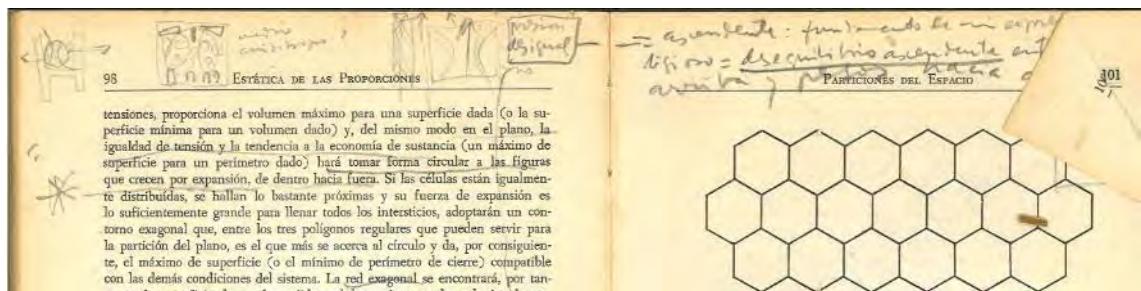 98
ESTÉTICA DE LAS PROPORCIONES
tensiones, proporciona el volumen máximo para una superficie dada (o la su-
perficie mínima para un volumen dado) y, del mismo modo en el plano, la
igualdad de tensión y la tendencia a la economía de sustancia (un máximo de
superficie para un perímetro dado) hará tomar forma circular a las figuras
que crecen por expansión, de dentro hacia fuera. Si las células están igualmen-
te distribuídas, se hallan lo bastante próximas y su fuerza de expansión es
lo suficientemente grande para llenar todos los intersticios, adoptarán un con-
torno exagonal que, entre los tres polígonos regulares que pueden servir para
la partición del plano, es el que más se acerca al círculo y da, por consiguien-
te, el máximo de superficie (o el mínimo de perímetro de cierre) compatible
con las demás condiciones del sistema. La red exagonal se encontrará, por tan-
desigual
= ascendente: fundamento de
= desequilibrio ascendente
arriba y hacia
PARTICIONES DEL ESPACIO
101